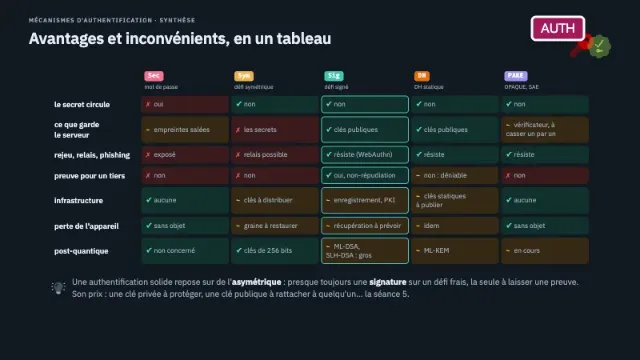 MÉCANISMES D'AUTHENTIFICATION · SYNTHÈSE
Avantages et inconvénients, en un tableau
AUTH
Sec Sym Sig DH PAKE
mot de passe défi symétrique défi signé DH statique OPAQUE, SAE
le secret circule ✗ oui ✔ non ✔ non ✔ non ✔ non
ce que garde
le serveur ~ empreintes salées ✗ les secrets ✔ clés publiques ✔ clés publiques ~ vérificateur, à
casser un par un
rejeu, relais, phishing ✗ exposé ✗ relais possible ✔ résiste (WebAuthn) ✔ résiste ✔ résiste
preuve pour un tiers ✗ non ✗ non ✔ oui, non-répudiation ~ non : déniable ✗ non
infrastructure ✔ aucune ~ clés à distribuer ~ enregistrement, PKI ~ clés statiques
à publier ✔ aucune
perte de l'appareil ✔ sans objet ~ graine à restaurer ~ récupération à prévoir ~ idem ✔ sans objet
post-quantique ✔ non concerné ✔ clés de 256 bits ~ ML-DSA,
SLH-DSA : gros ~ ML-KEM ~ en cours
Une authentification solide repose sur de l'asymétrique : presque toujours une signature sur un défi frais, la seule à laisser une preuve.
Son prix : une clé privée à protéger, une clé publique à rattacher à quelqu'un… la séance 5.